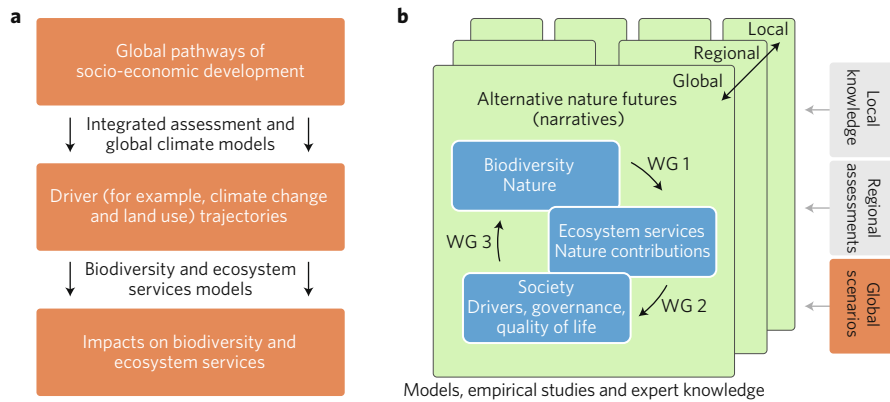 a
Global pathways of
socio-economic development
Integrated assessment and
global climate models
Driver (for example, climate change
and land use) trajectories
Biodiversity and ecosystem
services models
Impacts on biodiversity and
ecosystem services
b
Local
Regional
Global
Alternative nature futures
(narratives)
Biodiversity
Nature
WG 1
Ecosystem services
Nature contributions
WG 3
Society
Drivers, governance,
quality of life
WG 2
Models, empirical studies and expert knowledge
Local
knowledge
Regional
assessments
Global
scenarios